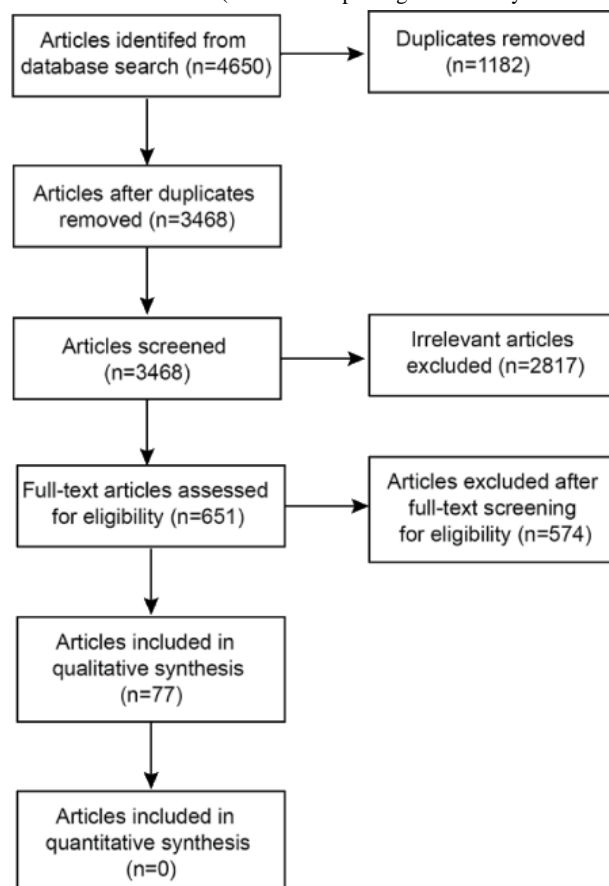 Articles identifed from
database search (n=4650)
Duplicates removed
(n=1182)
Articles after duplicates
removed (n=3468)
Articles screened
(n=3468)
Irrelevant articles
excluded (n=2817)
Full-text articles assessed
for eligibility (n=651)
Articles excluded after
full-text screening
for eligibility (n=574)
Articles included in
qualitative synthesis
(n=77)
Articles included in
quantitative synthesis
(n=0)